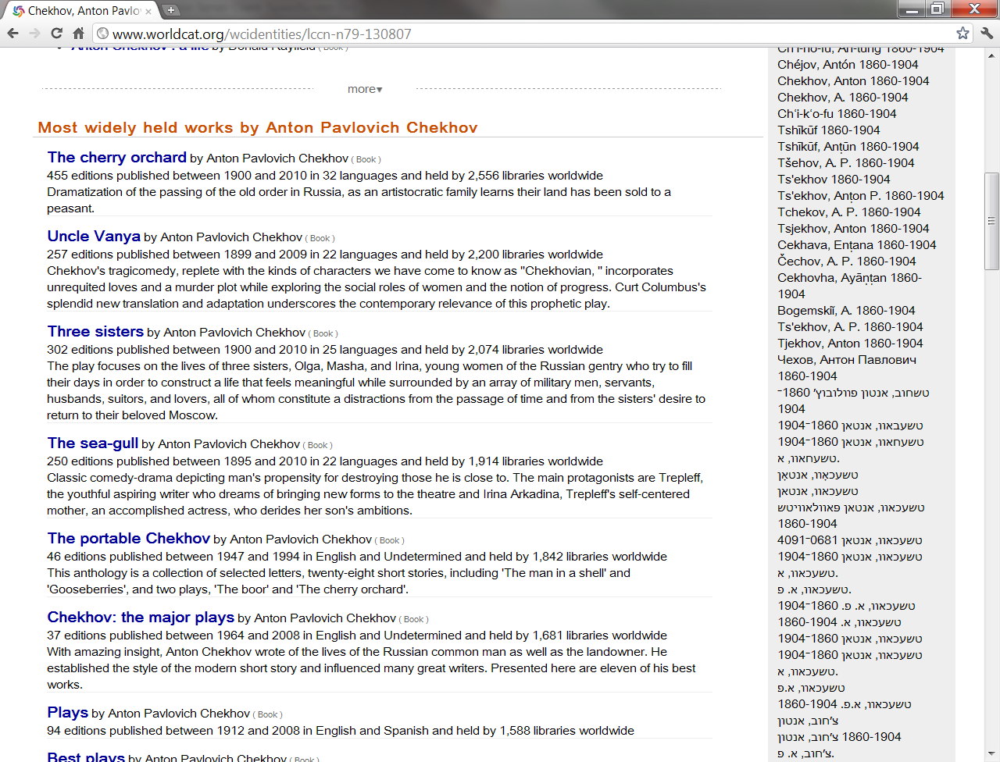 Chekhov, Anton Pavlo
www.worldcat.org/wcidentities/lccn-n79-130807
Anton Chekhov : a life by Donald Rayfield ( Book )
more▾
Most widely held works by Anton Pavlovich Chekhov
The cherry orchard by Anton Pavlovich Chekhov ( Book )
455 editions published between 1900 and 2010 in 32 languages and held by 2,556 libraries worldwide
Dramatization of the passing of the old order in Russia, as an artistocratic family learns their land has been sold to a
peasant.
Uncle Vanya by Anton Pavlovich Chekhov ( Book )
257 editions published between 1899 and 2009 in 22 languages and held by 2,200 libraries worldwide
Chekhov's tragicomedy, replete with the kinds of characters we have come to know as "Chekhovian, " incorporates
unrequited loves and a murder plot while exploring the social roles of women and the notion of progress. Curt Columbus's
splendid new translation and adaptation underscores the contemporary relevance of this prophetic play.
Three sisters by Anton Pavlovich Chekhov ( Book )
302 editions published between 1900 and 2010 in 25 languages and held by 2,074 libraries worldwide
The play focuses on the lives of three sisters, Olga, Masha, and Irina, young women of the Russian gentry who try to fill
their days in order to construct a life that feels meaningful while surrounded by an array of military men, servants,
husbands, suitors, and lovers, all of whom constitute a distractions from the passage of time and from the sisters' desire to
return to their beloved Moscow.
The sea-gull by Anton Pavlovich Chekhov ( Book )
250 editions published between 1895 and 2010 in 22 languages and held by 1,914 libraries worldwide
Classic comedy-drama depicting man's propensity for destroying those he is close to. The main protagonists are Trepleff,
the youthful aspiring writer who dreams of bringing new forms to the theatre and Irina Arkadina, Trepleff's self-centered
mother, an accomplished actress, who derides her son's ambitions.
The portable Chekhov by Anton Pavlovich Chekhov ( Book )
46 editions published between 1947 and 1994 in English and Undetermined and held by 1,842 libraries worldwide
This anthology is a collection of selected letters, twenty-eight short stories, including 'The man in a shell' and
'Gooseberries', and two plays, 'The boor' and 'The cherry orchard'.
Chekhov: the major plays by Anton Pavlovich Chekhov ( Book )
37 editions published between 1964 and 2008 in English and Undetermined and held by 1,681 libraries worldwide
With amazing insight, Anton Chekhov wrote of the lives of the Russian common man as well as the landowner. He
established the style of the modern short story and influenced many great writers. Presented here are eleven of his best
works.
Plays by Anton Pavlovich Chekhov ( Book )
94 editions published between 1912 and 2008 in English and Spanish and held by 1,588 libraries worldwide
Best plays by Anton Pavlovich Chekhov ( Book )
Chʻi-ho-fu, An-tung 1860-1904
Chéjov, Antón 1860-1904
Chekhov, Anton 1860-1904
Chekhov, A. 1860-1904
Chʻi-kʻo-fu 1860-1904
Tshīkūf 1860-1904
Tshīkūf, Anṭūn 1860-1904
Tšehov, A. P. 1860-1904
Ts'ekhov 1860-1904
Ts'ekhov, Anṭon P. 1860-1904
Tchekov, A. P. 1860-1904
Tsjekhov, Anton 1860-1904
Cekhava, Enṭana 1860-1904
Čechov, A. P. 1860-1904
Cekhovha, Ayāṇṭan 1860-
1904
Bogemskiĭ, A. 1860-1904
Ts'ekhov, A. P. 1860-1904
Tjekhov, Anton 1860-1904
Чехов, Антон Павлович
1860-1904
טשחוב, אנטון פוולובוץ׳ 1860־
1904
טשעבאוו, אנטאן 1860־1904
טשעחאוו, אנטאן 1860־1904
טשעחאוו, א.
טשעכאָוו, אנטאָן
טשעכאוו, אנטאן
טשעכאוו, אנטאן פאוולאוויטש
1860-1904
טשעכאוו, אנטאן 0681־4091
טשעכאוו, אנטאן 1860־1904
טשעכאוו, א.
טשעכאוו, א. פ.
טשעכאוו, א. פ. 1860־1904
טשעכאוו, א. 1860-1904
טשעכאוו, אנטאן 1860־1904
טשעכאוו, אנטאן 1860־1904
טשעכאוו, א.
טשעכאוו, א.פ
טשעכאוו, א.פ. 1860-1904
צ׳חוב, אנטון
צ׳חוב, אנטון 1860-1904
צ׳חוב, א. פ.